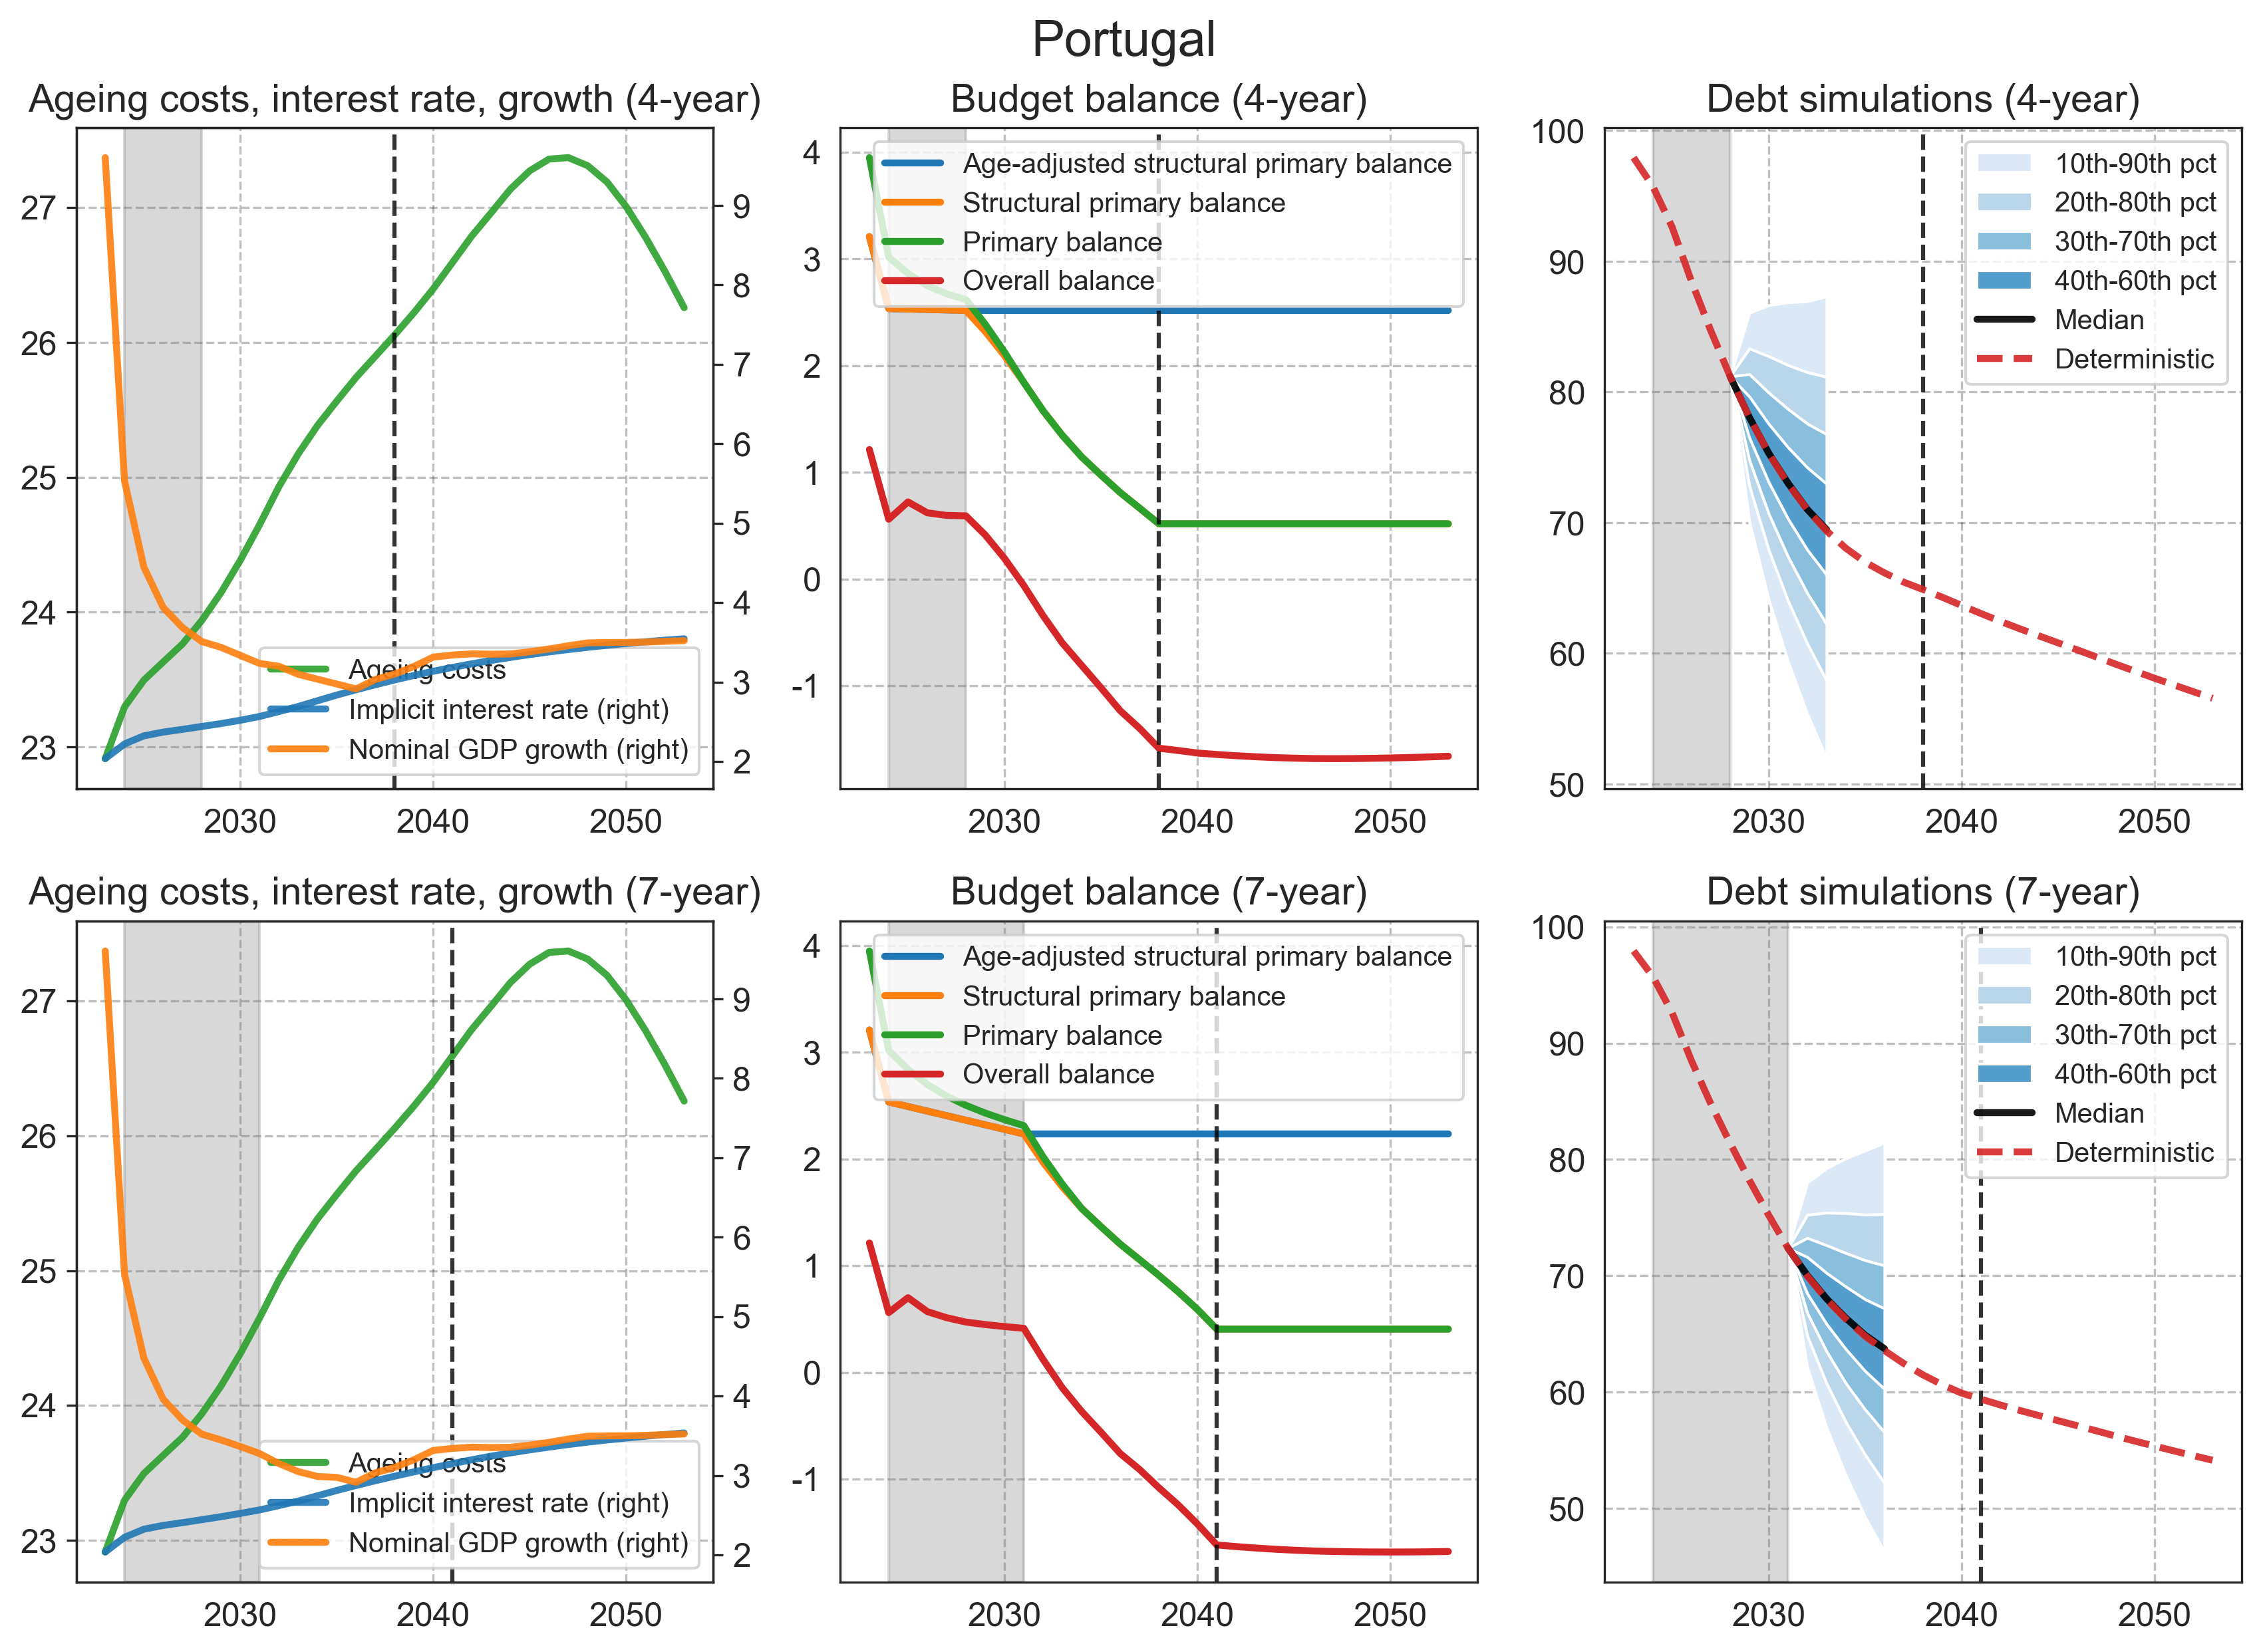 Portugal
Ageing costs, interest rate, growth (4-year)
27
26
25
24
23
9
8
7
6
5
4
3
2
Ageing costs
Implicit interest rate (right)
Nominal GDP growth (right)
2030
2040
2050
Budget balance (4-year)
4
3
2
1
0
-1
Age-adjusted structural primary balance
Structural primary balance
Primary balance
Overall balance
2030
2040
2050
Debt simulations (4-year)
100
90
80
70
60
50
10th-90th pct
20th-80th pct
30th-70th pct
40th-60th pct
Median
Deterministic
2030
2040
2050
Ageing costs, interest rate, growth (7-year)
27
26
25
24
23
9
8
7
6
5
4
3
2
Ageing costs
Implicit interest rate (right)
Nominal GDP growth (right)
2030
2040
2050
Budget balance (7-year)
4
3
2
1
0
-1
Age-adjusted structural primary balance
Structural primary balance
Primary balance
Overall balance
2030
2040
2050
Debt simulations (7-year)
100
90
80
70
60
50
10th-90th pct
20th-80th pct
30th-70th pct
40th-60th pct
Median
Deterministic
2030
2040
2050